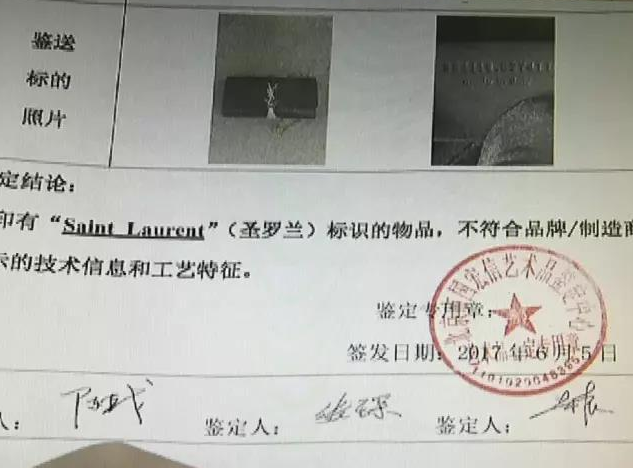 鉴送
标的
照片
定结论：
印有“Saint Laurent”（圣罗兰）标识的物品，不符合品牌/制造商
示的技术信息和工艺特征。
鉴定专用章：
签发日期：2017年6月5日
人：
鉴定人：
鉴定人：